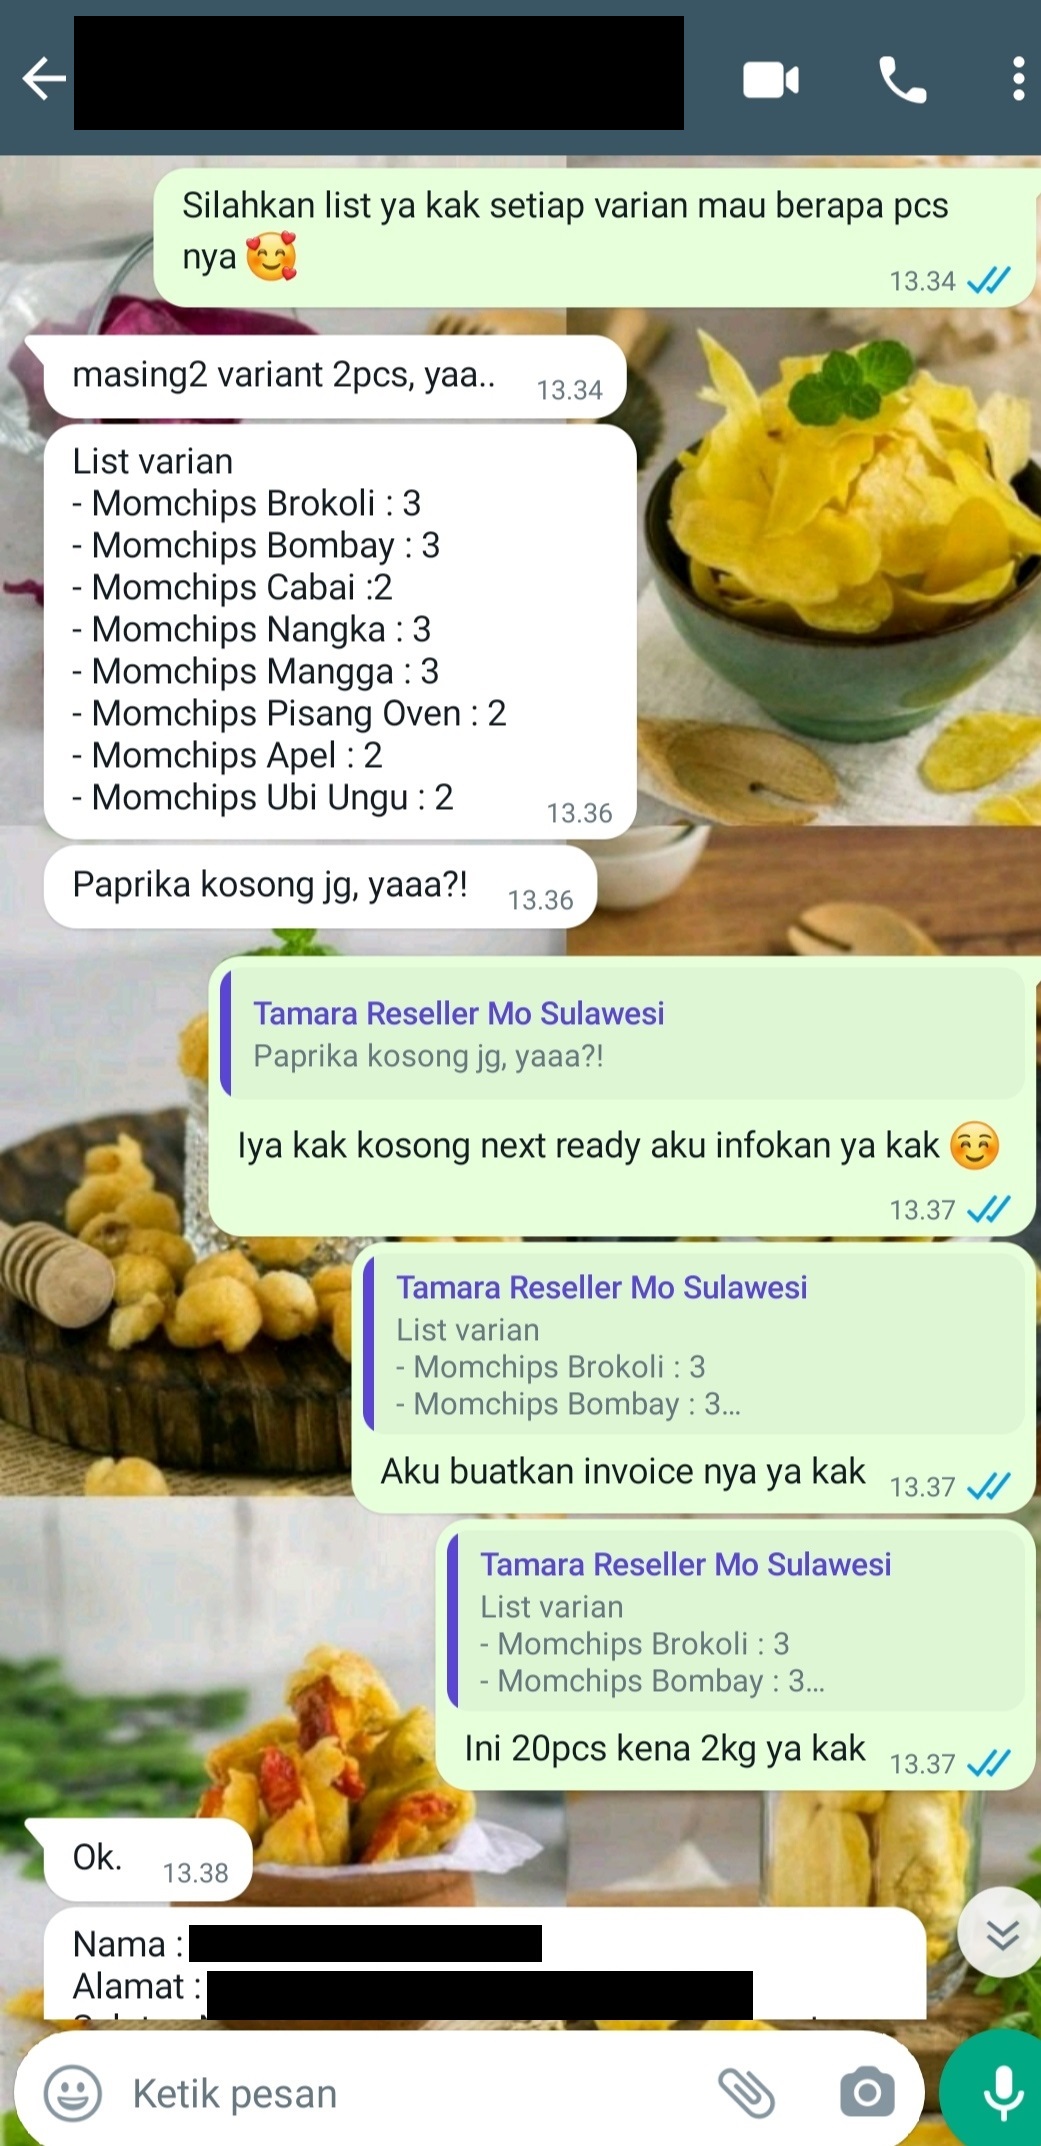 Silahkan list ya kak setiap varian mau berapa pcs
nya 🥰
13.34
masing2 variant 2pcs, yaa..
13.34
List varian
- Momchips Brokoli : 3
- Momchips Bombay : 3
- Momchips Cabai :2
- Momchips Nangka : 3
- Momchips Mangga : 3
- Momchips Pisang Oven : 2
- Momchips Apel : 2
- Momchips Ubi Ungu : 2
13.36
Paprika kosong jg, yaaa?!
13.36
Tamara Reseller Mo Sulawesi
Paprika kosong jg, yaaa?!
Iya kak kosong next ready aku infokan ya kak ☺️
13.37
Tamara Reseller Mo Sulawesi
List varian
- Momchips Brokoli : 3
- Momchips Bombay : 3...
Aku buatkan invoice nya ya kak
13.37
Tamara Reseller Mo Sulawesi
List varian
- Momchips Brokoli : 3
- Momchips Bombay : 3...
Ini 20pcs kena 2kg ya kak
13.37
Ok.
13.38
Nama :
Alamat :
Ketik pesan